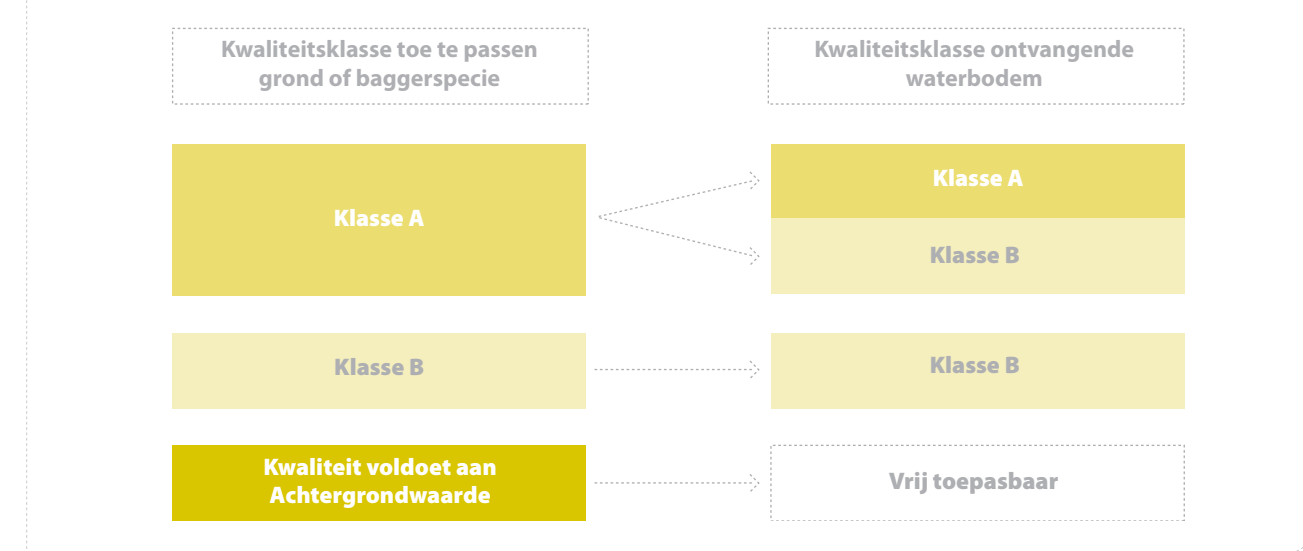 Kwaliteitsklasse toe te passen
grond of baggerspecie
Kwaliteitsklasse ontvangende
waterbodem
Klasse A
Klasse A
Klasse B
Klasse B
Klasse B
Kwaliteit voldoet aan
Achtergrondwaarde
Vrij toepasbaar